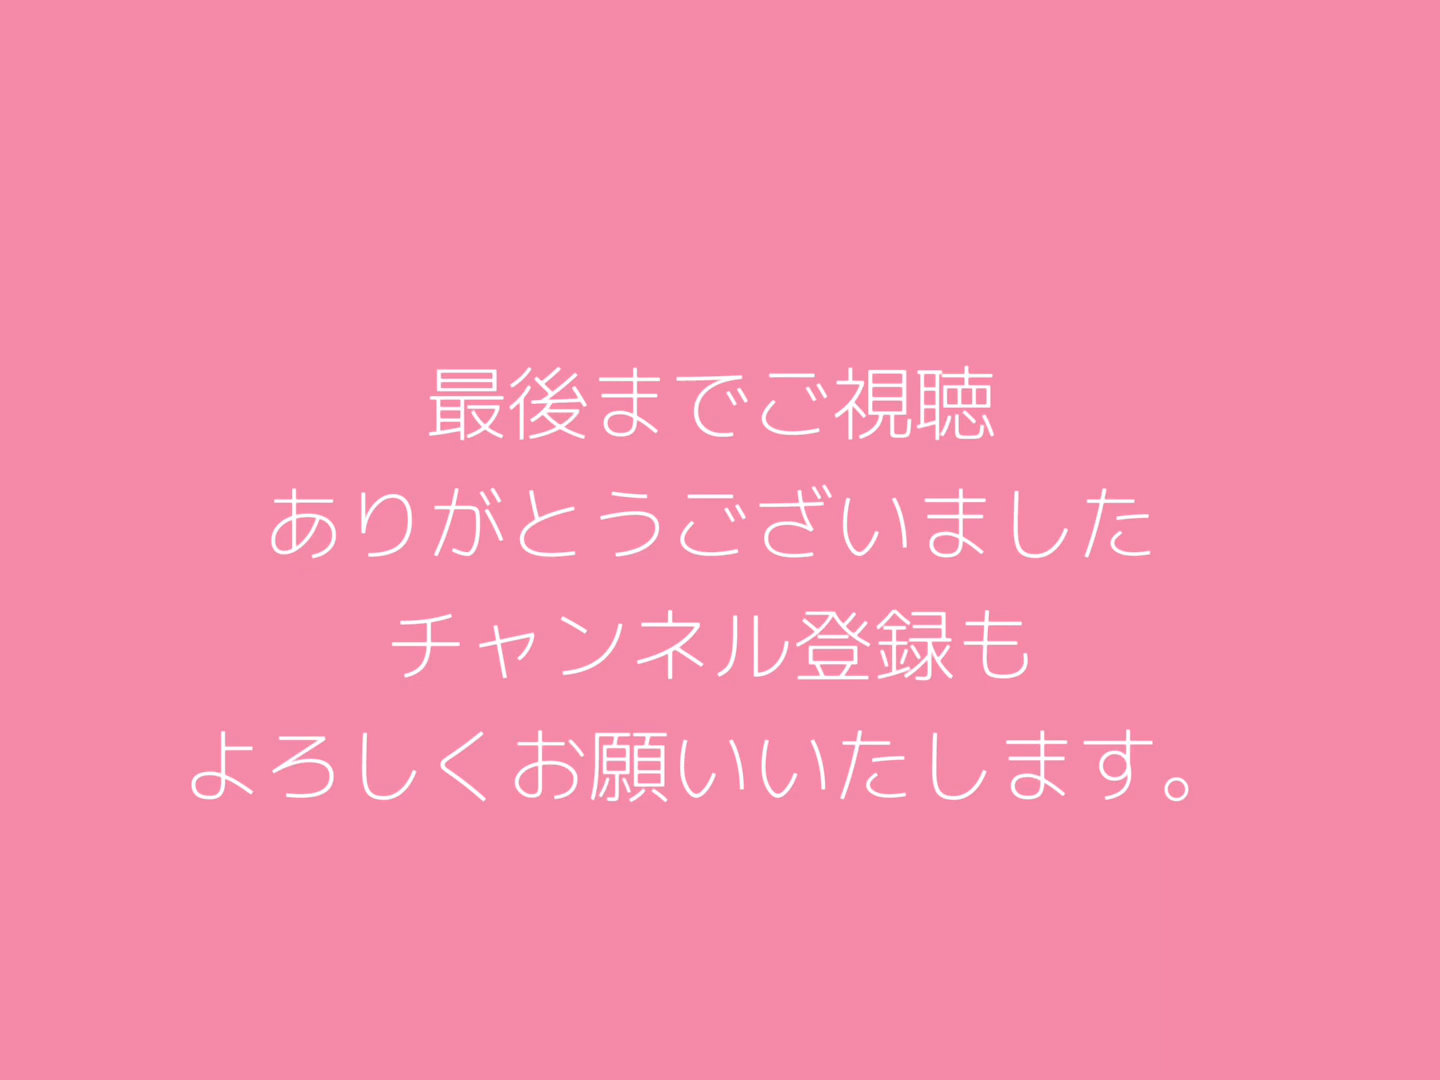 最後までご視聴
ありがとうございました
チャンネル登録も
よろしくお願いいたします。